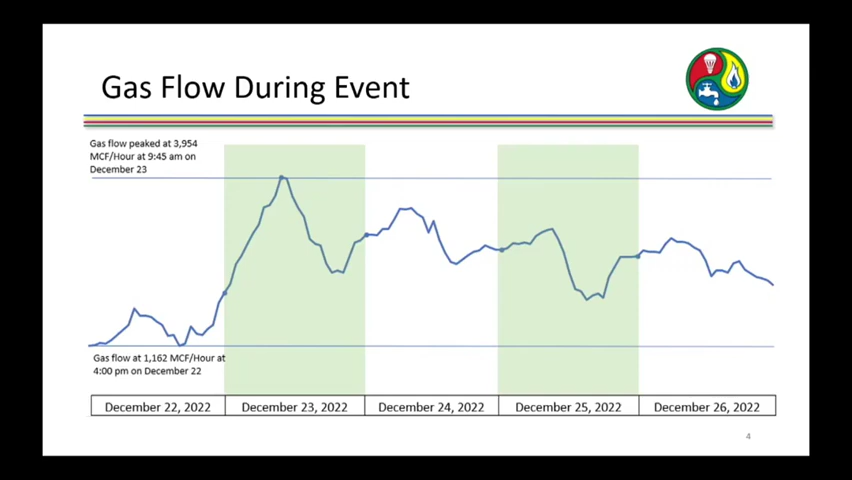 Gas Flow During Event
Gas flow peaked at 3,954
MCF/Hour at 9:45 am on
December 23
Gas flow at 1,162 MCF/Hour at
4:00 pm on December 22
December 22, 2022
December 23, 2022
December 24, 2022
December 25, 2022
December 26, 2022
4